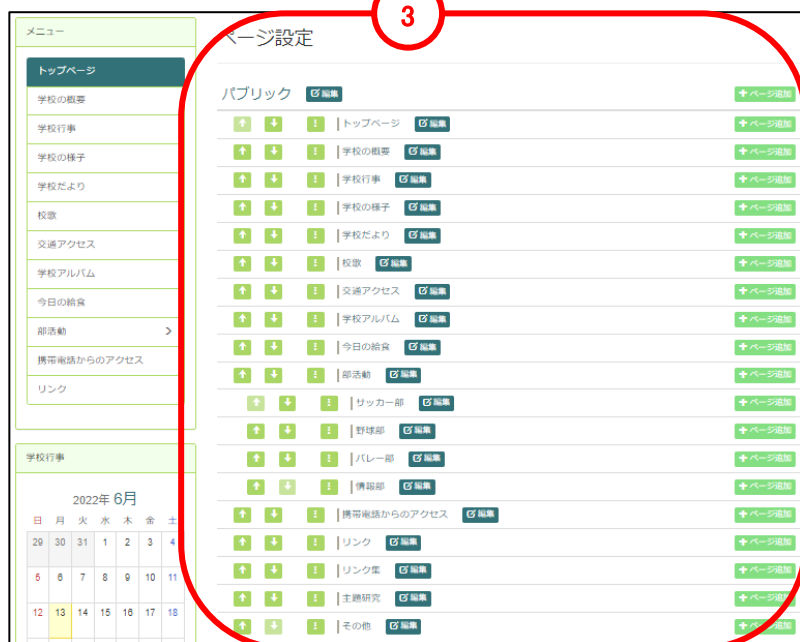 3
メニュー
トップページ
学校の概要
学校行事
学校の様子
学校だより
校歌
交通アクセス
学校アルバム
今日の給食
部活動
携帯電話からのアクセス
リンク
学校行事
2022年 6月
日 月 火 水 木 金 土
29 30 31 1 2 3 4
5 6 7 8 9 10 11
12 13 14 15 16 17 18
ページ設定
パブリック 編集 ページ追加
トップページ 編集 ページ追加
学校の概要 編集 ページ追加
学校行事 編集 ページ追加
学校の様子 編集 ページ追加
学校だより 編集 ページ追加
校歌 編集 ページ追加
交通アクセス 編集 ページ追加
学校アルバム 編集 ページ追加
今日の給食 編集 ページ追加
部活動 編集 ページ追加
サッカー部 編集 ページ追加
野球部 編集 ページ追加
バレー部 編集 ページ追加
情報部 編集 ページ追加
携帯電話からのアクセス 編集 ページ追加
リンク 編集 ページ追加
リンク集 編集 ページ追加
主題研究 編集 ページ追加
その他 編集 ページ追加